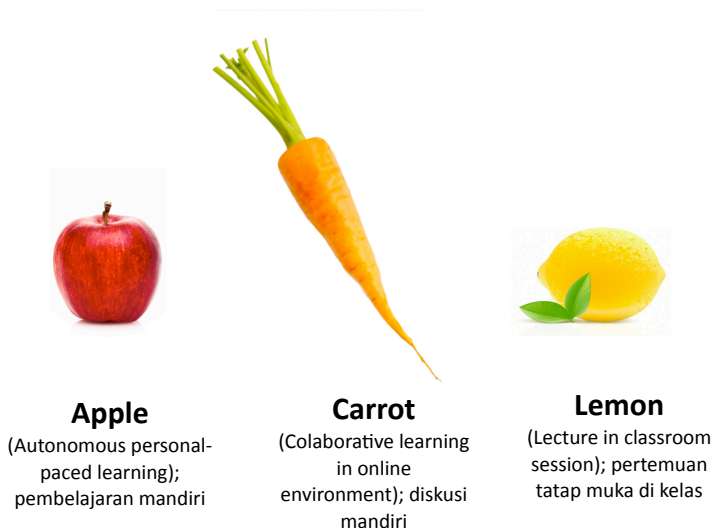 Apple
(Autonomous personal-
paced learning);
pembelajaran mandiri
Carrot
(Colaborative learning
in online
environment); diskusi
mandiri
Lemon
(Lecture in classroom
session); pertemuan
tatap muka di kelas